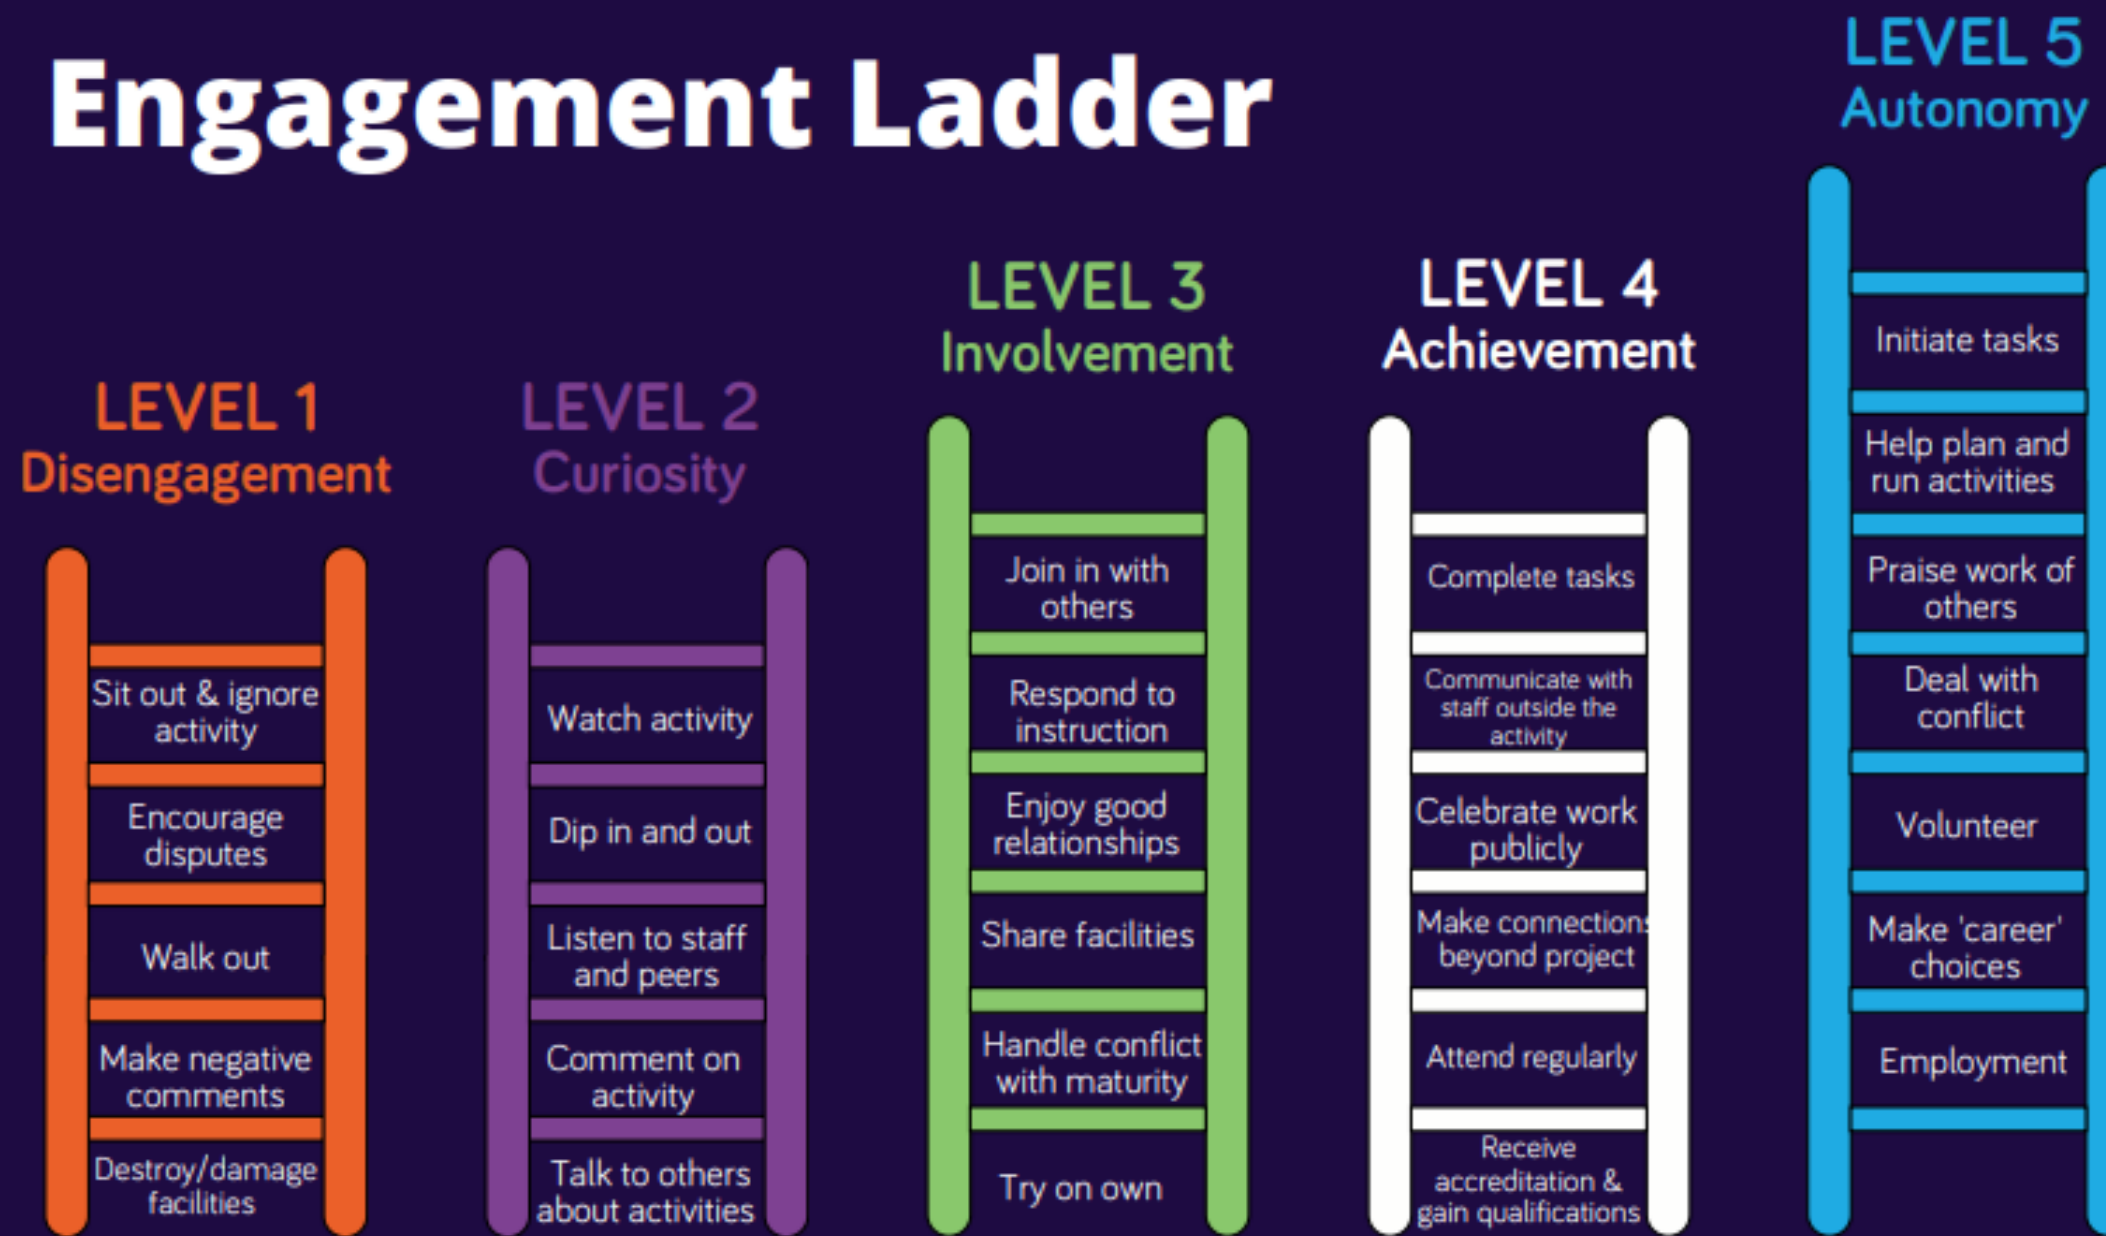 Engagement Ladder
LEVEL 1
Disengagement
Sit out & ignore
activity
Encourage
disputes
Walk out
Make negative
comments
Destroy/damage
facilities
LEVEL 2
Curiosity
Watch activity
Dip in and out
Listen to staff
and peers
Comment on
activity
Talk to others
about activities
LEVEL 3
Involvement
Join in with
others
Respond to
instruction
Enjoy good
relationships
Share facilities
Handle conflict
with maturity
Try on own
LEVEL 4
Achievement
Complete tasks
Communicate with
staff outside the
activity
Celebrate work
publicly
Make connections
beyond project
Attend regularly
Receive
accreditation &
gain qualifications
LEVEL 5
Autonomy
Initiate tasks
Help plan and
run activities
Praise work of
others
Deal with
conflict
Volunteer
Make 'career'
choices
Employment